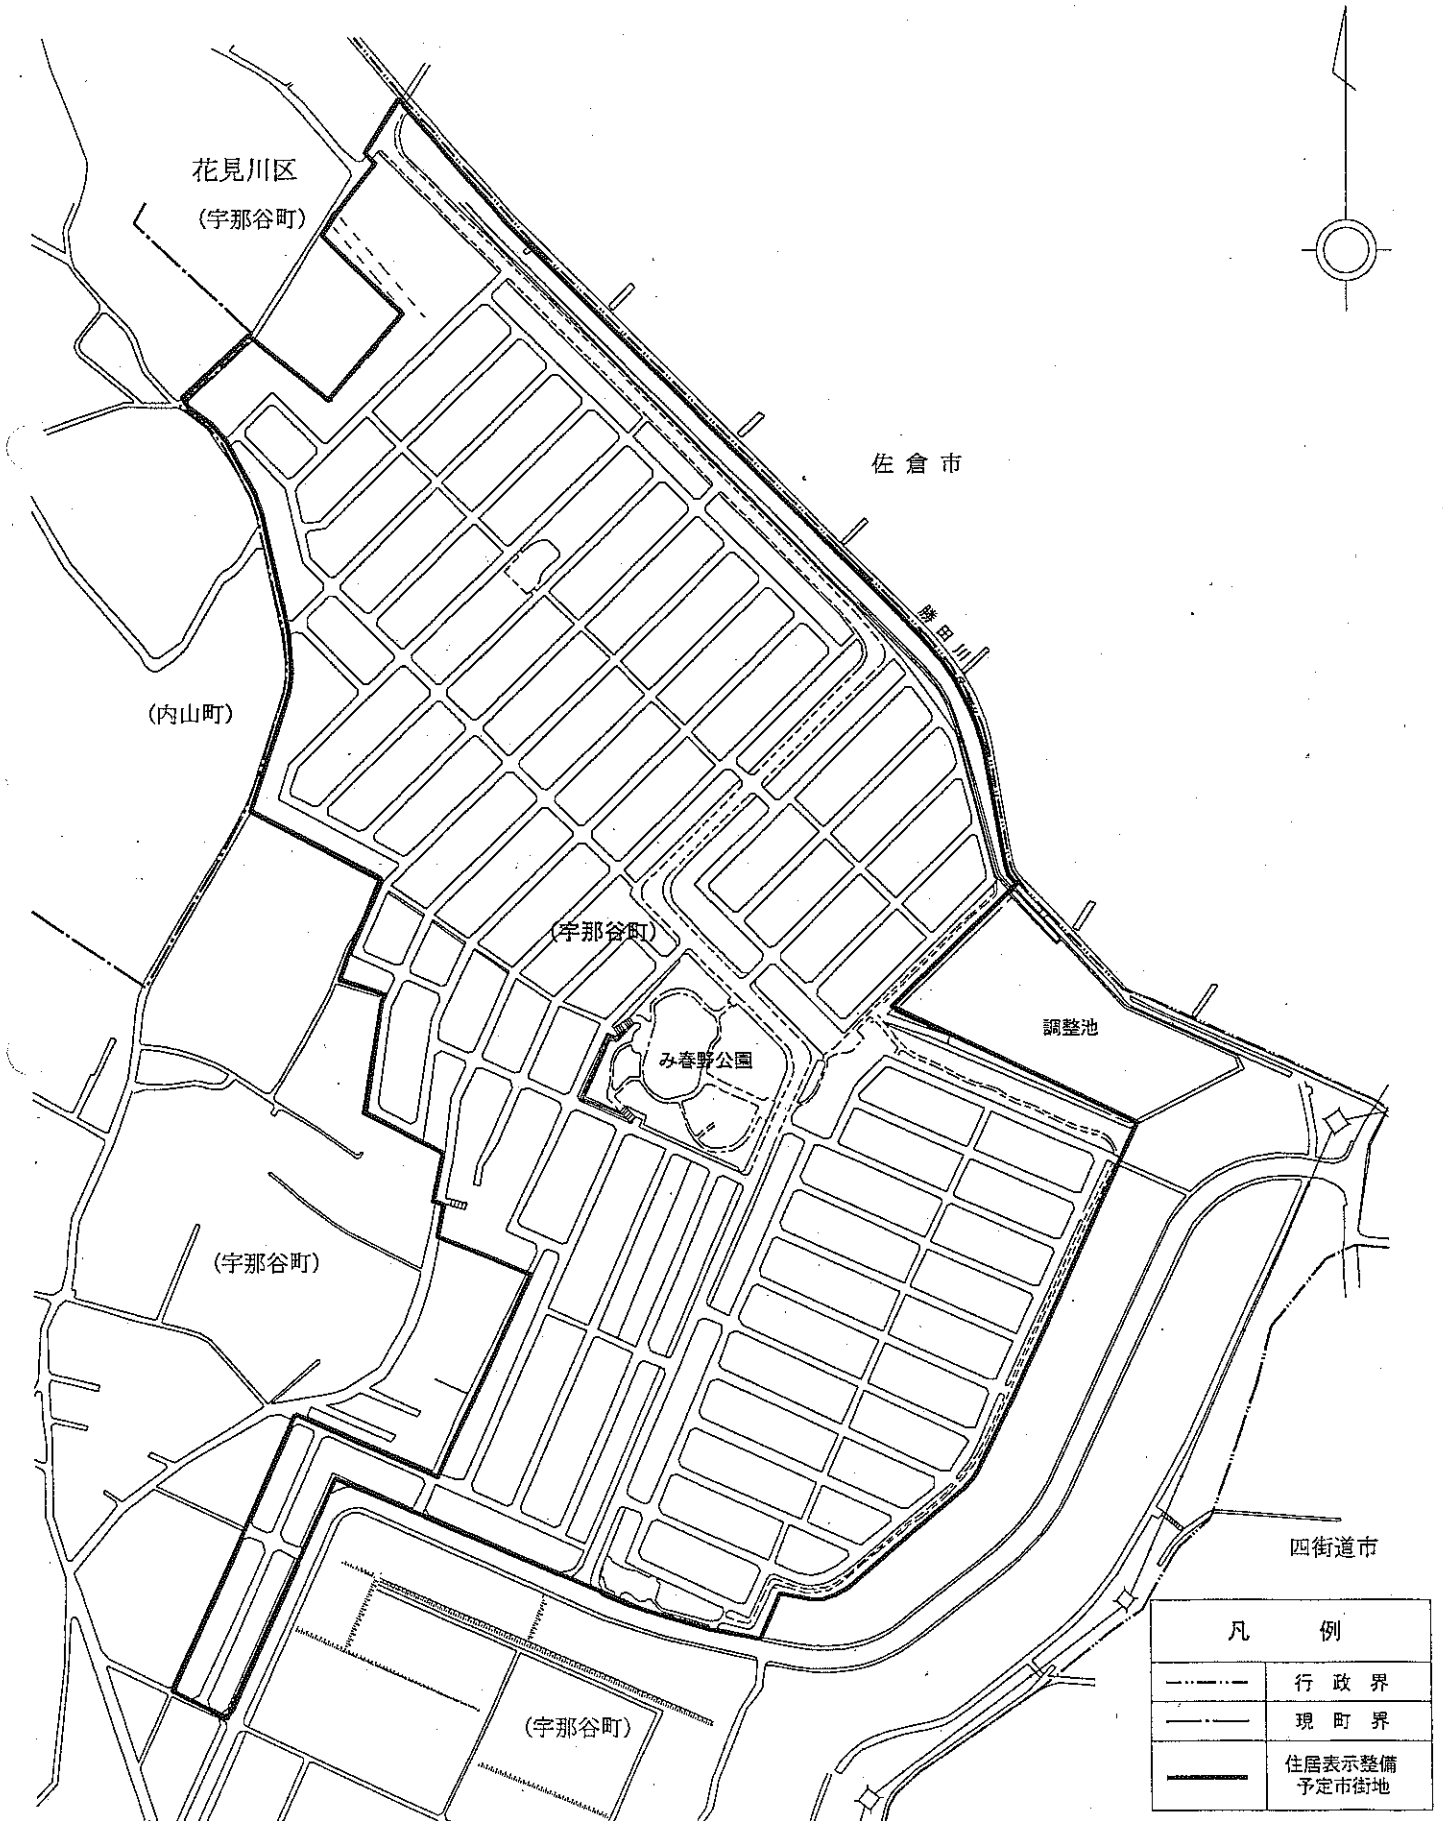 花見川区
(宇那谷町)
佐倉市
勝田川
(内山町)
(宇那谷町)
調整池
み春野公園
(宇那谷町)
四街道市
(宇那谷町)
凡 例
行政界
現町界
住居表示整備
予定市街地